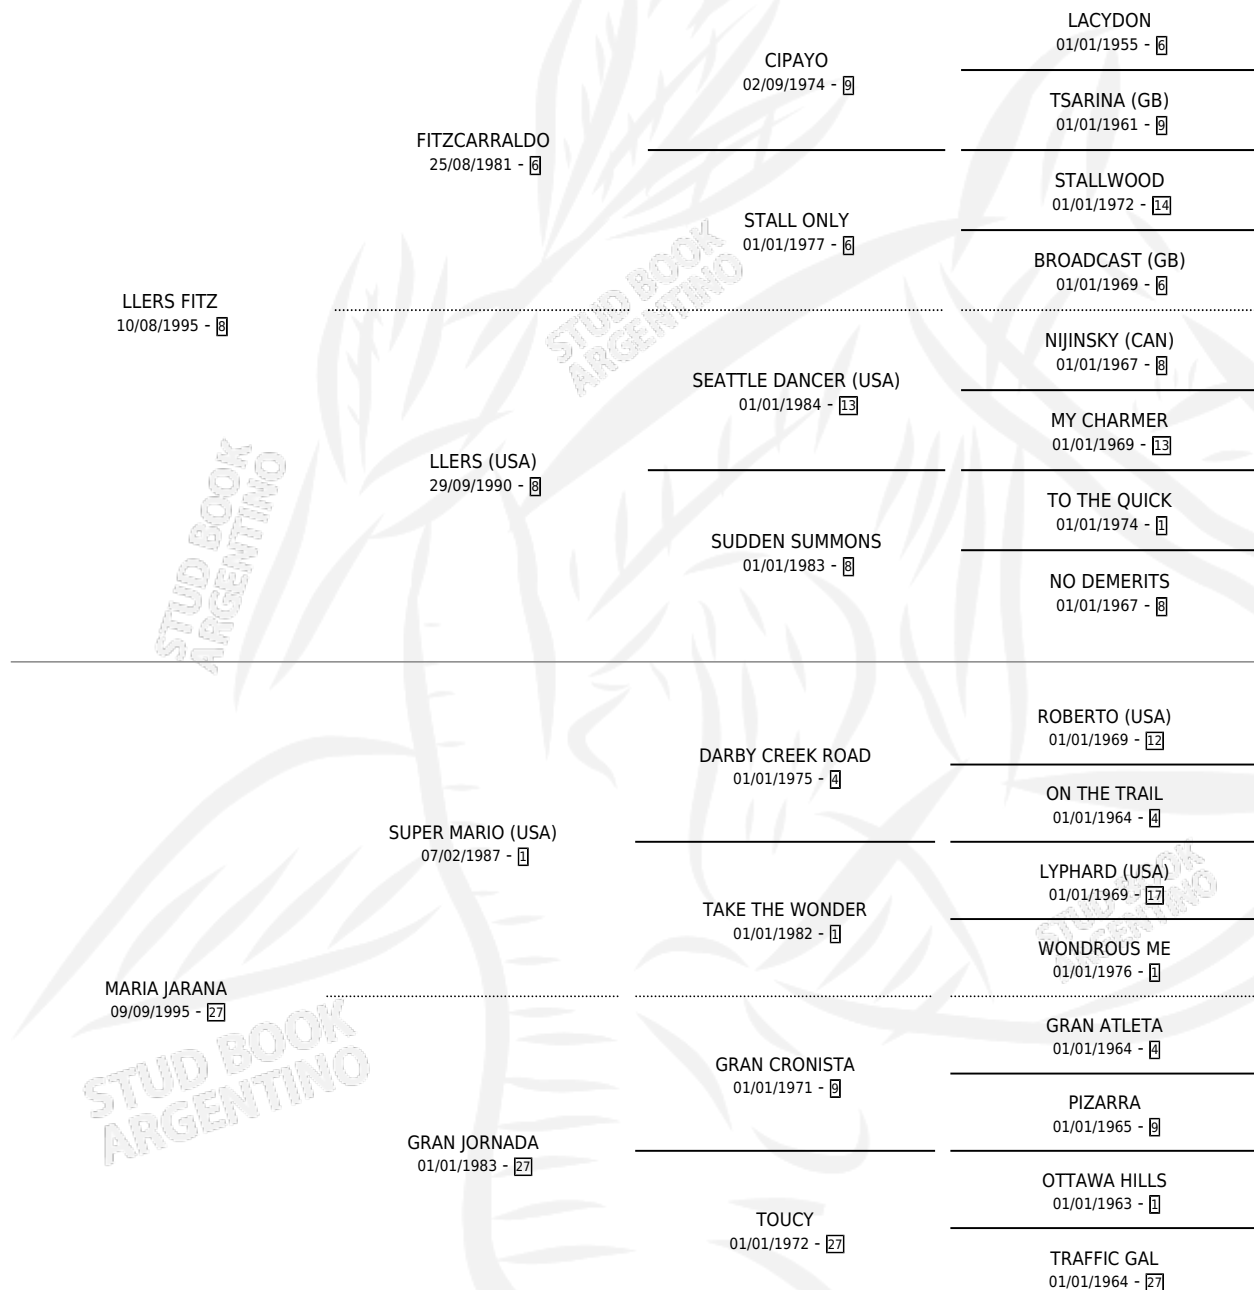 LACYDON
01/01/1955 - 6
CIPAYO
02/09/1974 - 9
TSARINA (GB)
01/01/1961 - 9
FITZCARRALDO
25/08/1981 - 6
STALLWOOD
01/01/1972 - 14
STALL ONLY
01/01/1977 - 6
BROADCAST (GB)
01/01/1969 - 6
LLERS FITZ
10/08/1995 - 8
NIJINSKY (CAN)
01/01/1967 - 8
SEATTLE DANCER (USA)
01/01/1984 - 13
MY CHARMER
01/01/1969 - 13
LLERS (USA)
29/09/1990 - 8
TO THE QUICK
01/01/1974 - 1
SUDDEN SUMMONS
01/01/1983 - 8
NO DEMERITS
01/01/1967 - 8
STUD BOOK
ARGENTINO
STUD BOOK
ARGENTINO
ROBERTO (USA)
01/01/1969 - 12
DARBY CREEK ROAD
01/01/1975 - 4
ON THE TRAIL
01/01/1964 - 4
SUPER MARIO (USA)
07/02/1987 - 1
LYPHARD (USA)
01/01/1969 - 17
TAKE THE WONDER
01/01/1982 - 1
WONDROUS ME
01/01/1976 - 1
STUD BOOK
ARGENTINO
MARIA JARANA
09/09/1995 - 27
GRAN ATLETA
01/01/1964 - 4
GRAN CRONISTA
01/01/1971 - 9
PIZARRA
01/01/1965 - 9
STUD BOOK
ARGENTINO
GRAN JORNADA
01/01/1983 - 27
OTTAWA HILLS
01/01/1963 - 1
TOUCY
01/01/1972 - 27
TRAFFIC GAL
01/01/1964 - 27